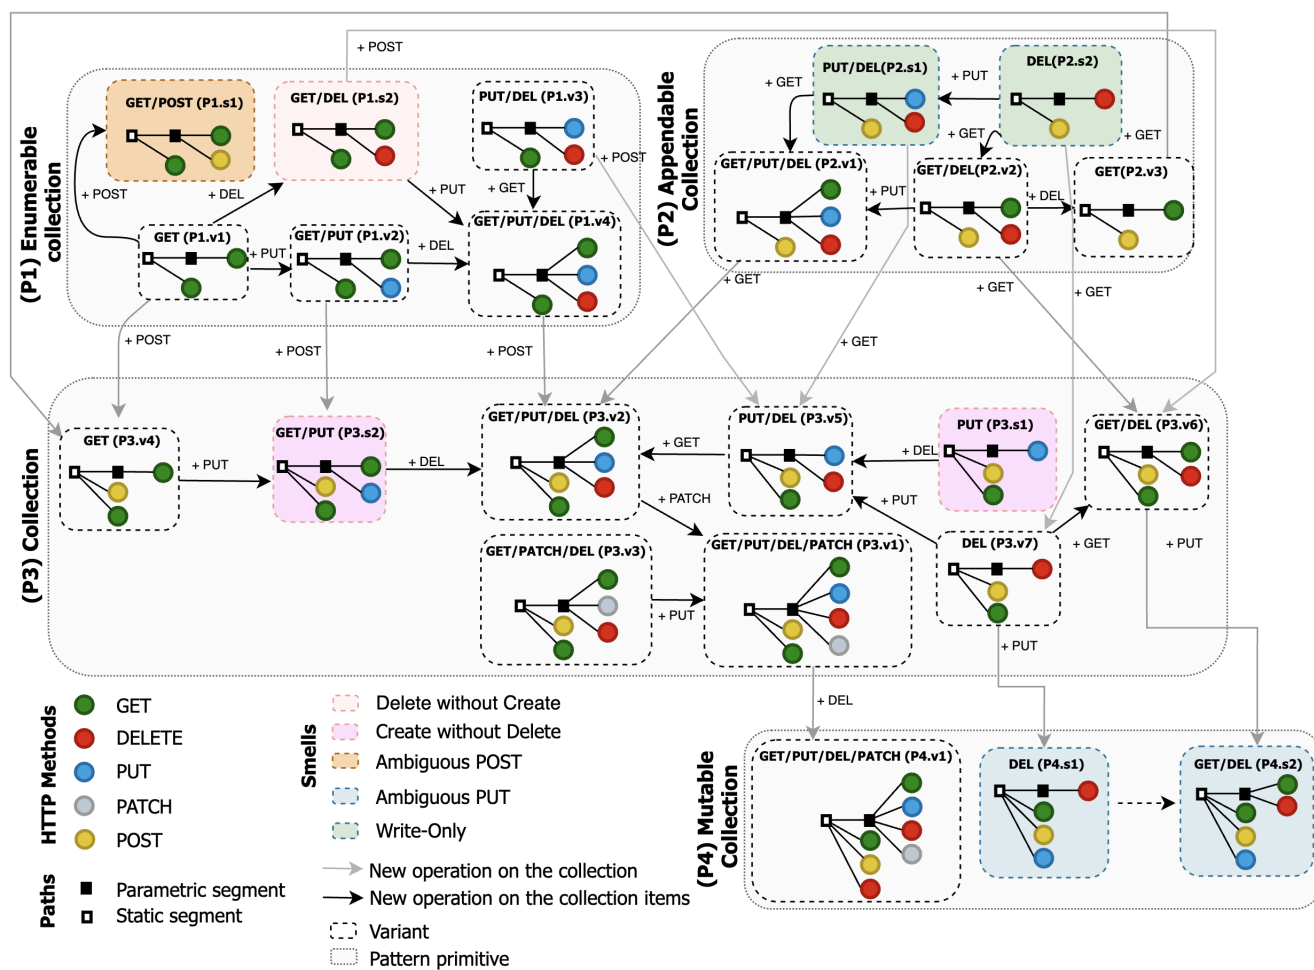 + POST
(P1) Enumerable
collection
GET/POST (P1.s1)
GET/DEL (P1.s2)
PUT/DEL (P1.v3)
+ POST
+ DEL
+ PUT
+ GET
+ POST
GET (P1.v1)
+ PUT
GET/PUT (P1.v2)
+ DEL
GET/PUT/DEL (P1.v4)
(P2) Appendable
Collection
PUT/DEL(P2.s1)
+ PUT
DEL(P2.s2)
+ GET
+ GET
+ GET
GET/PUT/DEL (P2.v1)
+ PUT
GET/DEL(P2.v2)
+ DEL
GET(P2.v3)
+ POST
+ POST
+ POST
+ GET
+ GET
+ GET
+ GET
(P3) Collection
GET (P3.v4)
+ PUT
GET/PUT (P3.s2)
+ DEL
GET/PUT/DEL (P3.v2)
+ GET
PUT/DEL (P3.v5)
+ DEL
PUT (P3.s1)
GET/DEL (P3.v6)
+ PATCH
+ PUT
GET/PATCH/DEL (P3.v3)
+ PUT
GET/PUT/DEL/PATCH (P3.v1)
DEL (P3.v7)
+ GET
+ PUT
+ DEL
+ PUT
(P4) Mutable
Collection
GET/PUT/DEL/PATCH (P4.v1)
DEL (P4.s1)
GET/DEL (P4.s2)
HTTP Methods
GET
DELETE
PUT
PATCH
POST
Paths
Parametric segment
Static segment
Smells
Delete without Create
Create without Delete
Ambiguous POST
Ambiguous PUT
Write-Only
New operation on the collection
New operation on the collection items
Variant
Pattern primitive